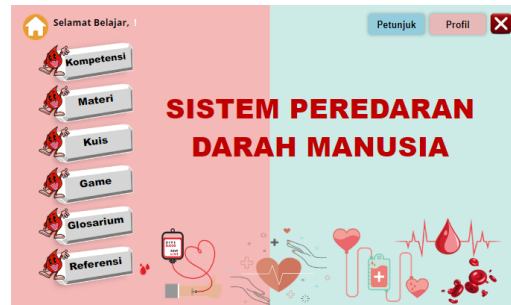 Selamat Belajar,
Petunjuk
Profil
Kompetensi
Materi
Kuis
Game
Glosarium
Referensi
SISTEM PEREDARAN
DARAH MANUSIA